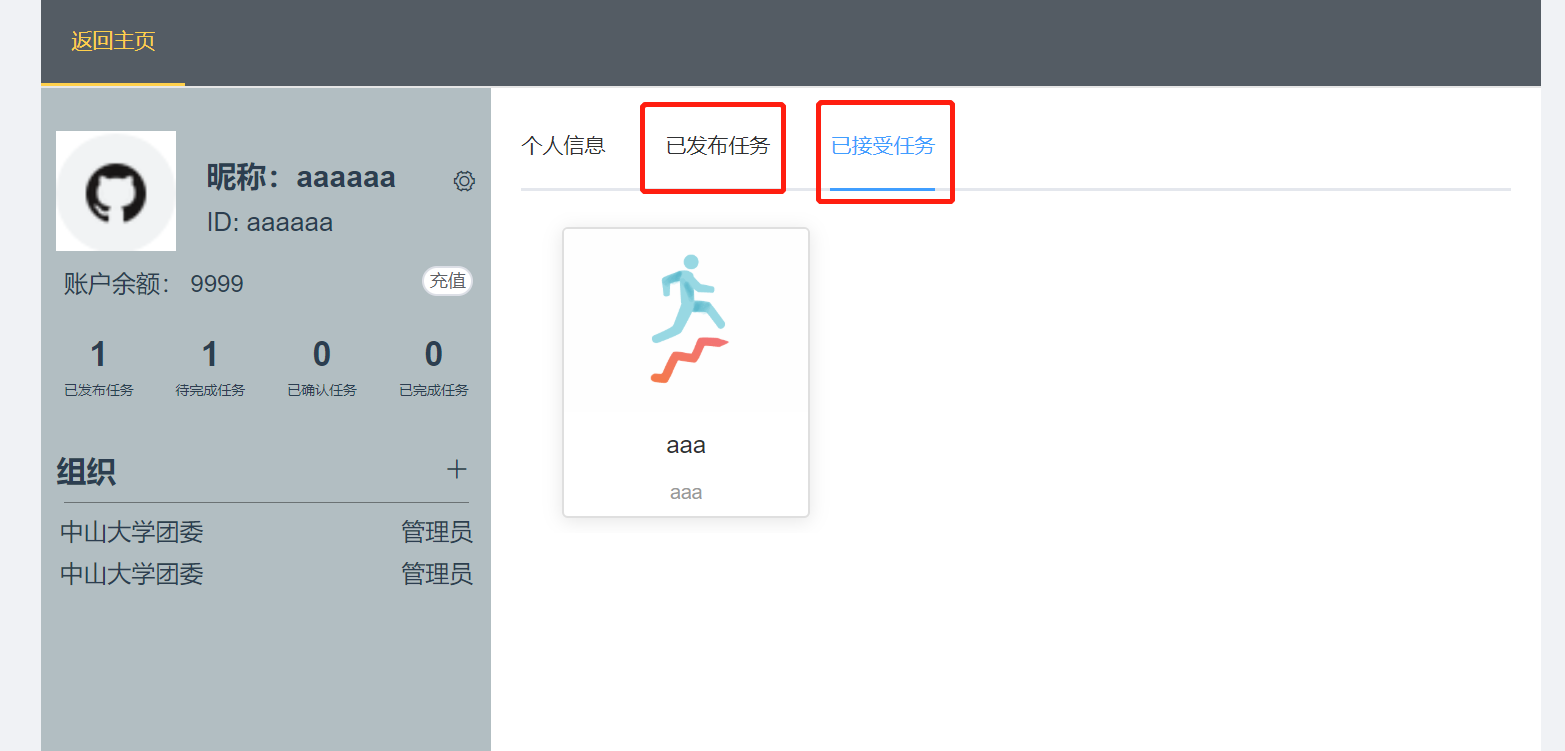 返回主页
昵称：aaaaaa
ID: aaaaaa
账户余额： 9999
充值
1 1 0 0
已发布任务 待完成任务 已确认任务 已完成任务
组织 +
中山大学团委 管理员
中山大学团委 管理员
个人信息 已发布任务 已接受任务
aaa
aaa